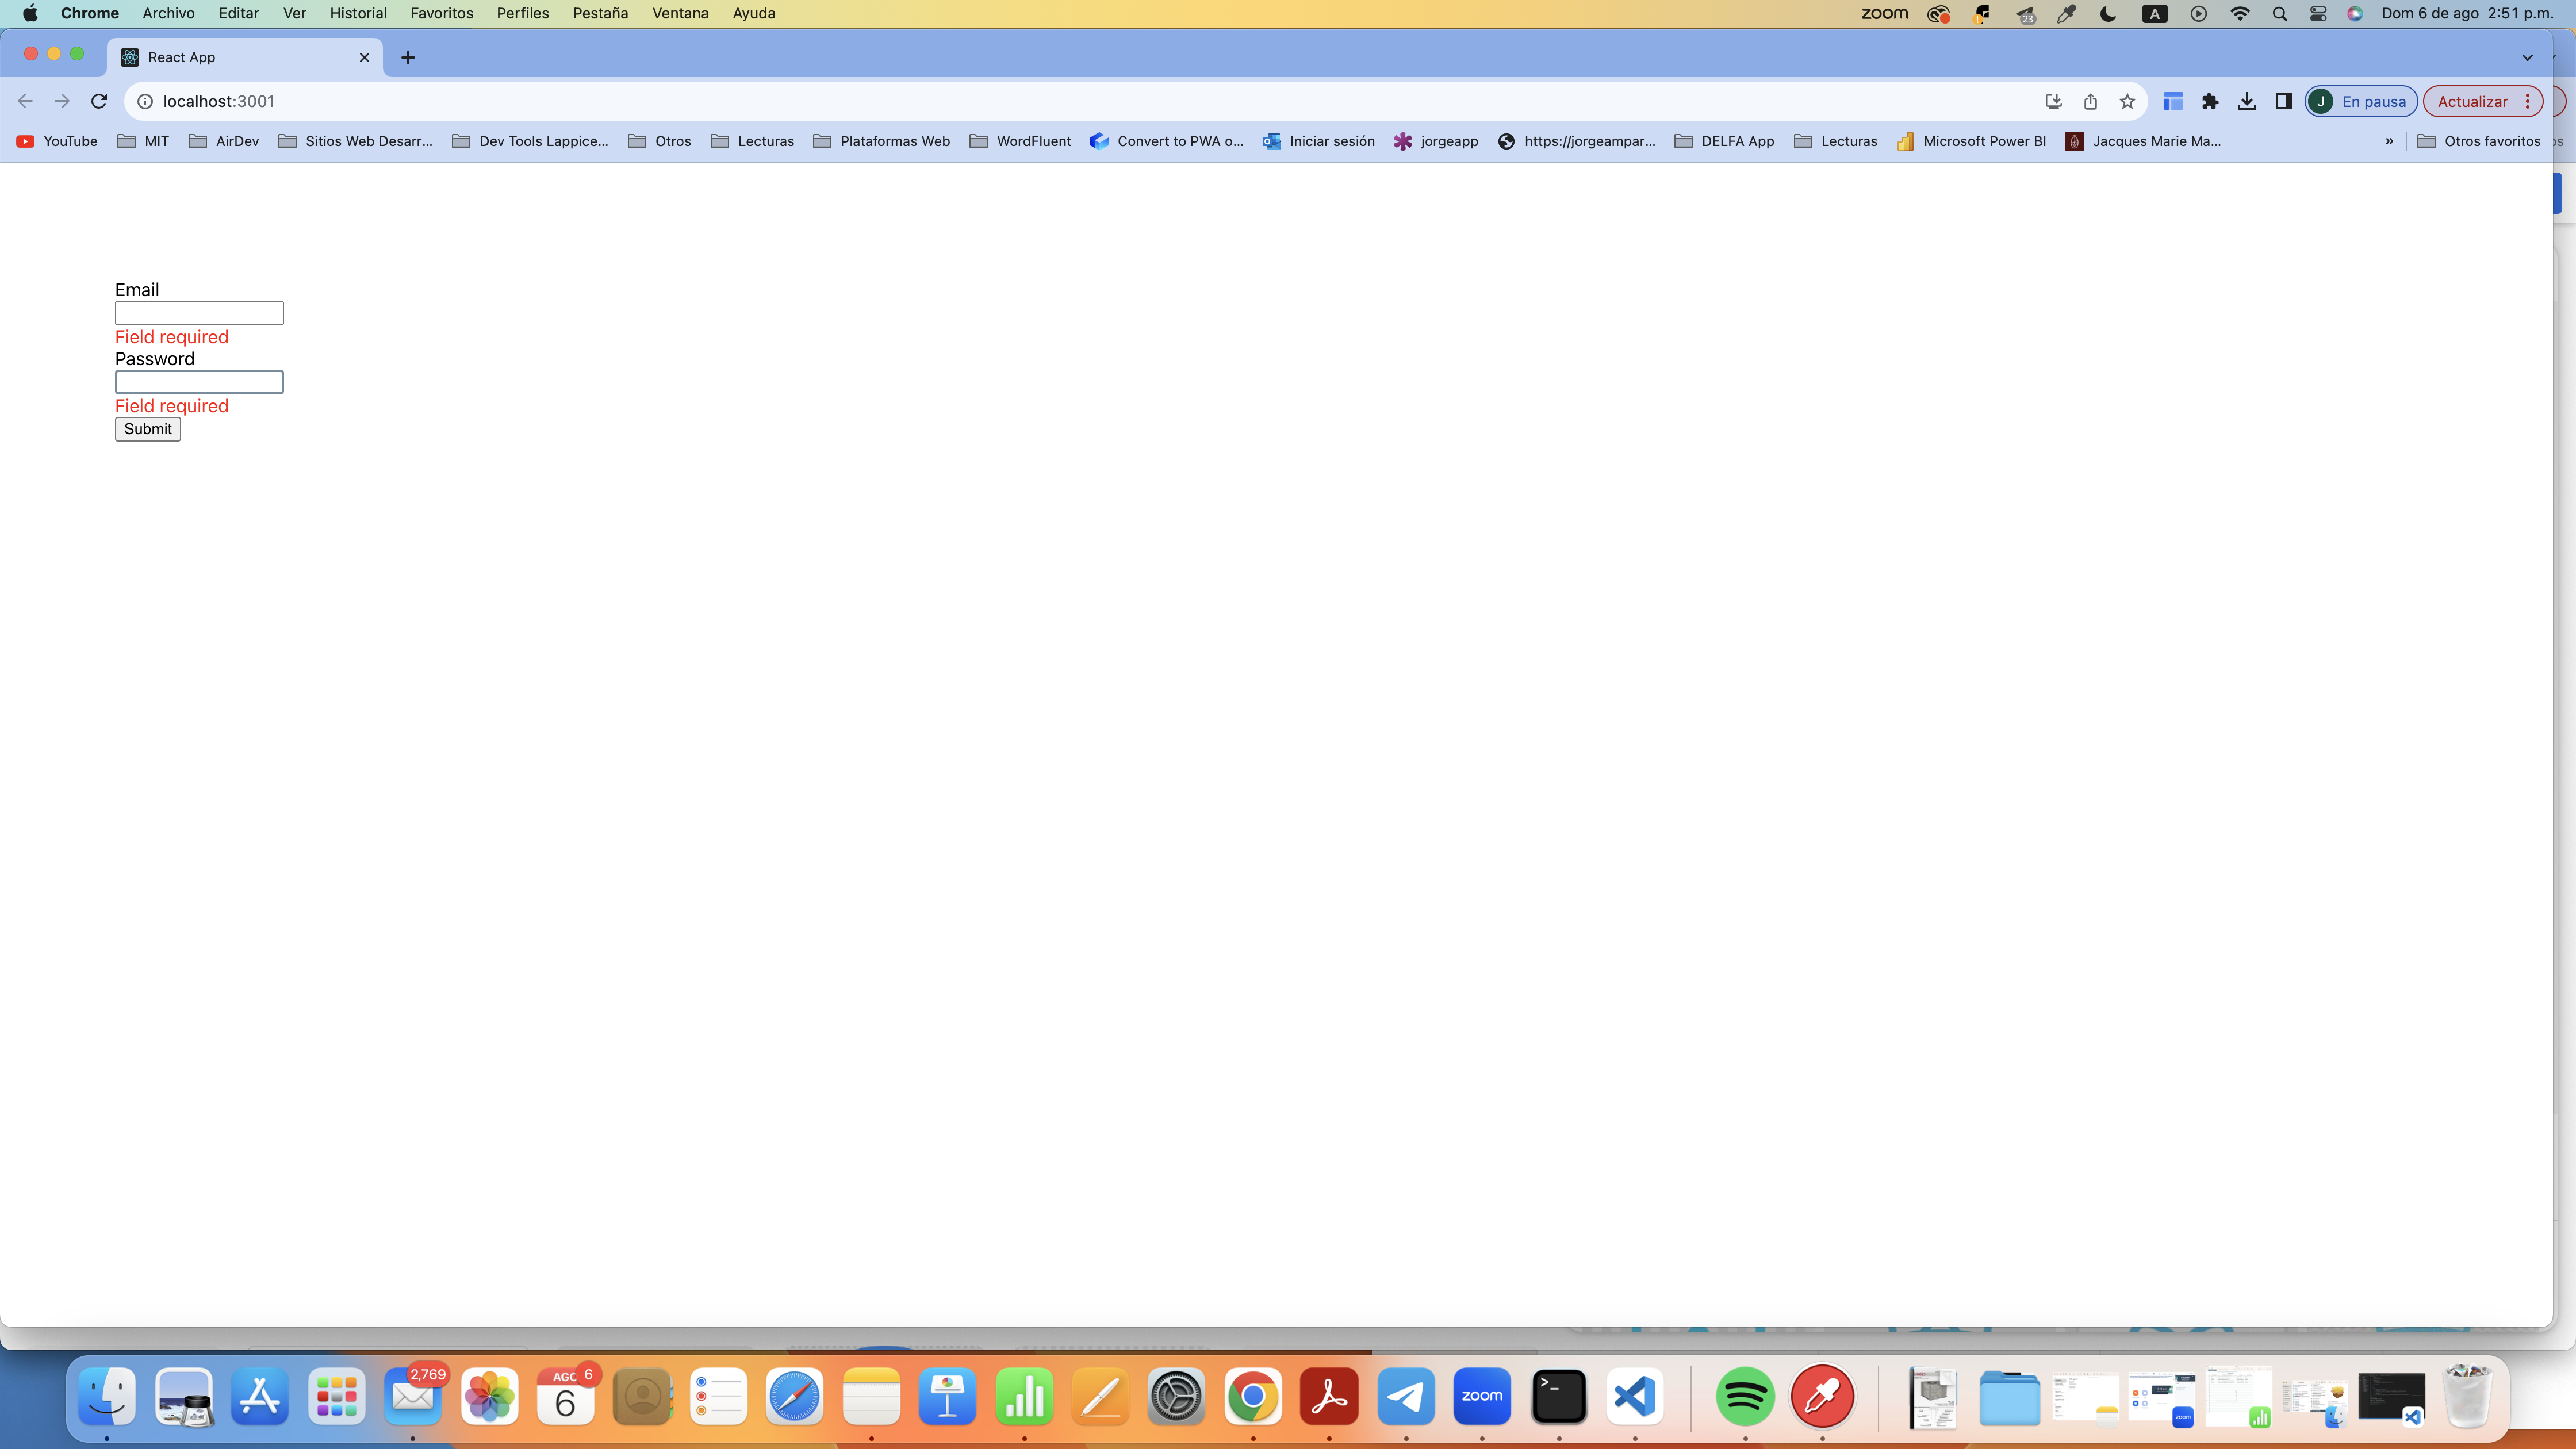 Chrome Archivo Editar Ver Historial Favoritos Perfiles Pestaña Ventana Ayuda zoom 23 A Dom 6 de ago 2:51 p.m.
React App
localhost:3001 J En pausa Actualizar
YouTube MIT AirDev Sitios Web Desarr... Dev Tools Lappice... Otros Lecturas Plataformas Web WordFluent Convert to PWA o... Iniciar sesión jorgeapp https://jorgeampar... DELFA App Lecturas Microsoft Power BI Jacques Marie Ma... » Otros favoritos
Email
Field required
Password
Field required
Submit
2,769 AGO 6 6 zoom